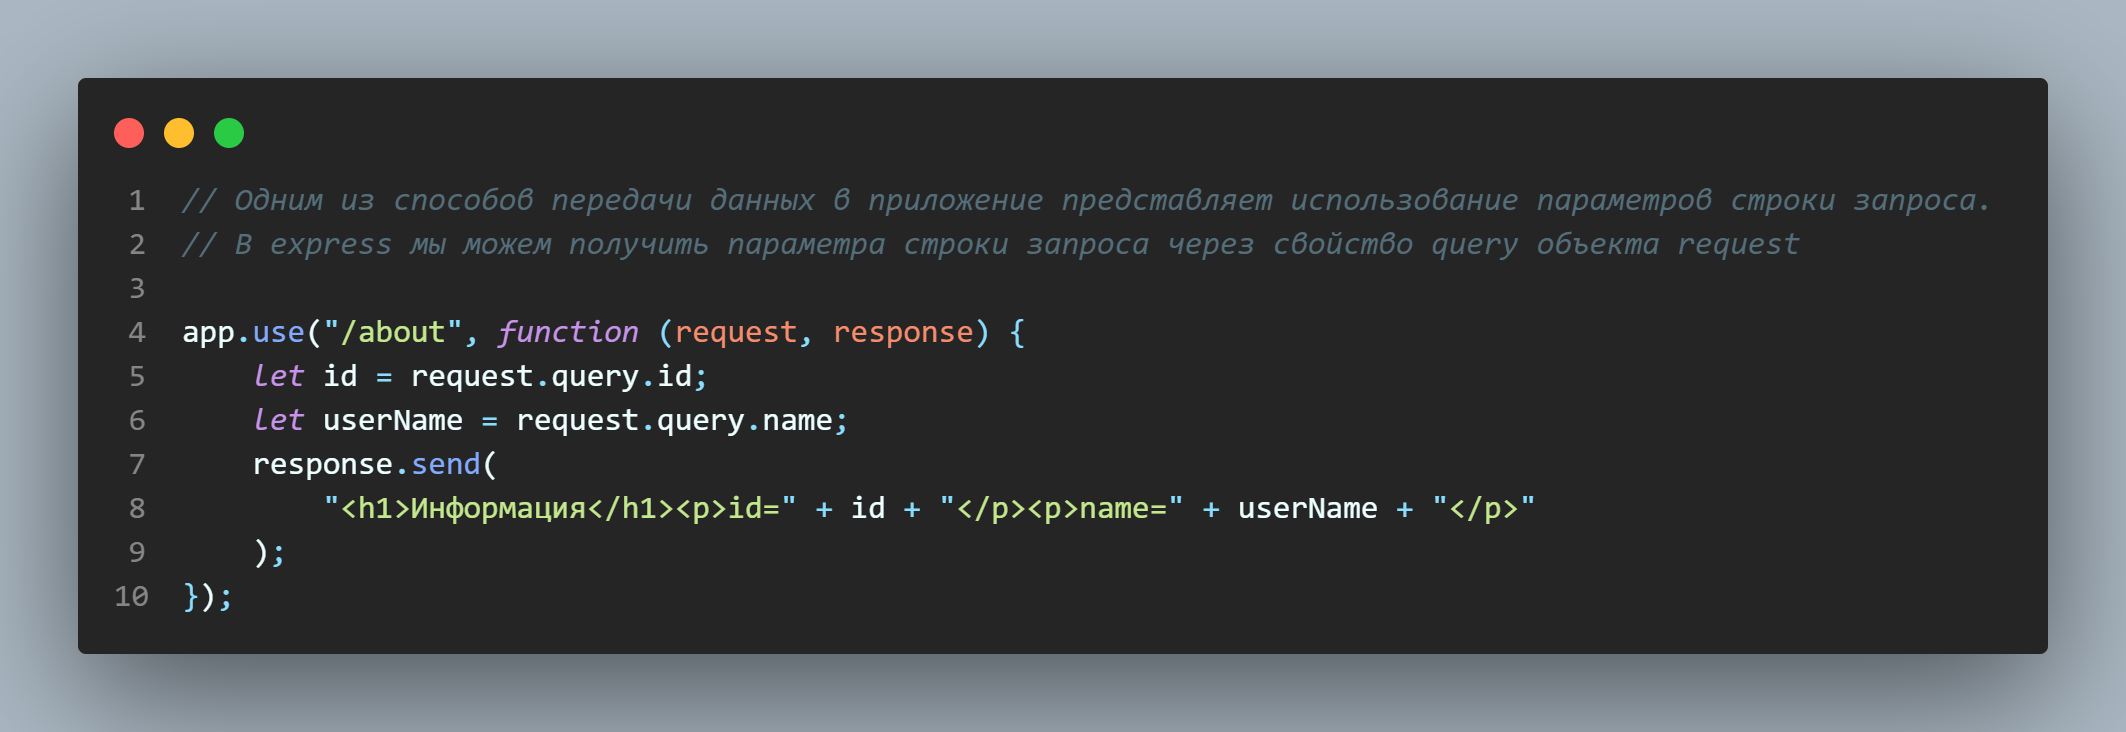 1 // Одним из способов передачи данных в приложение представляет использование параметров строки запроса.
2 // В express мы можем получить параметра строки запроса через свойство query объекта request
3
4 app.use("/about", function (request, response) {
5     let id = request.query.id;
6     let userName = request.query.name;
7     response.send(
8         "<h1>Информация</h1><p>id=" + id + "</p><p>name=" + userName + "</p>"
9     );
10 });